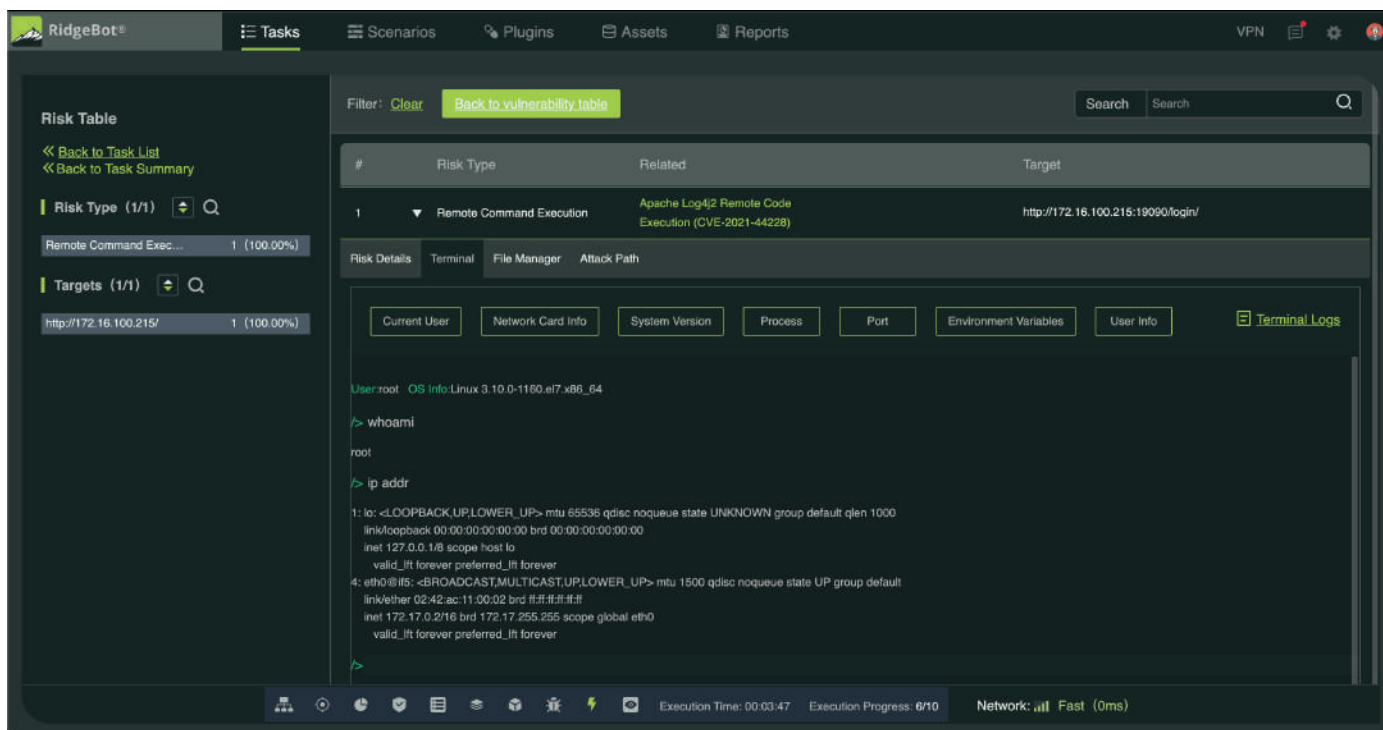 RidgeBot®
Tasks
Scenarios
Plugins
Assets
Reports
VPN
Risk Table
« Back to Task List
« Back to Task Summary
Risk Type (1/1)
Remote Command Exec... 1 (100.00%)
Targets (1/1)
http://172.16.100.215/ 1 (100.00%)
Filter: Clear
Back to vulnerability table
Search Search
# Risk Type Related Target
1 ▼ Remote Command Execution Apache Log4j2 Remote Code http://172.16.100.215:19090/login/
Execution (CVE-2021-44228)
Risk Details Terminal File Manager Attack Path
Current User Network Card Info System Version Process Port Environment Variables User Info Terminal Logs
User:root OS Info:Linux 3.10.0-1160.el7.x86_64
/> whoami
root
/> ip addr
1: lo: <LOOPBACK,UP,LOWER_UP> mtu 65536 qdisc noqueue state UNKNOWN group default qlen 1000
link/loopback 00:00:00:00:00:00 brd 00:00:00:00:00:00
inet 127.0.0.1/8 scope host lo
valid_lft forever preferred_lft forever
4: eth0@if5: <BROADCAST,MULTICAST,UP,LOWER_UP> mtu 1500 qdisc noqueue state UP group default
link/ether 02:42:ac:11:00:02 brd ff:ff:ff:ff:ff:ff
inet 172.17.0.2/16 brd 172.17.255.255 scope global eth0
valid_lft forever preferred_lft forever
/>
Execution Time: 00:03:47 Execution Progress: 6/10 Network: Fast (0ms)